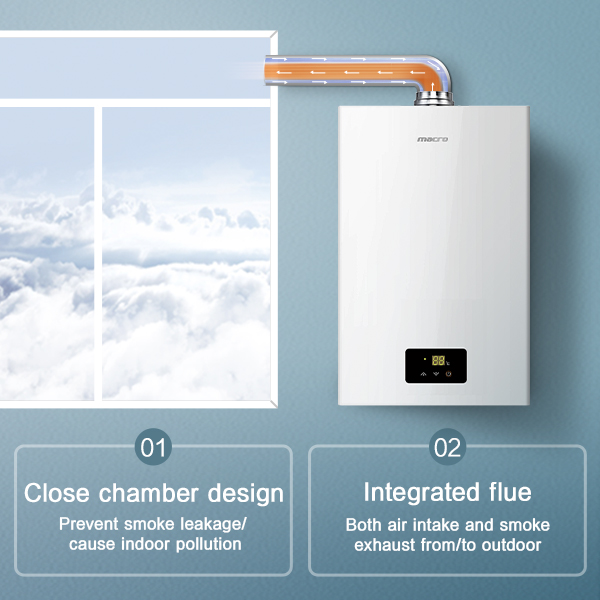 macro
88
01
Close chamber design
Prevent smoke leakage/
cause indoor pollution
02
Integrated flue
Both air intake and smoke
exhaust from/to outdoor